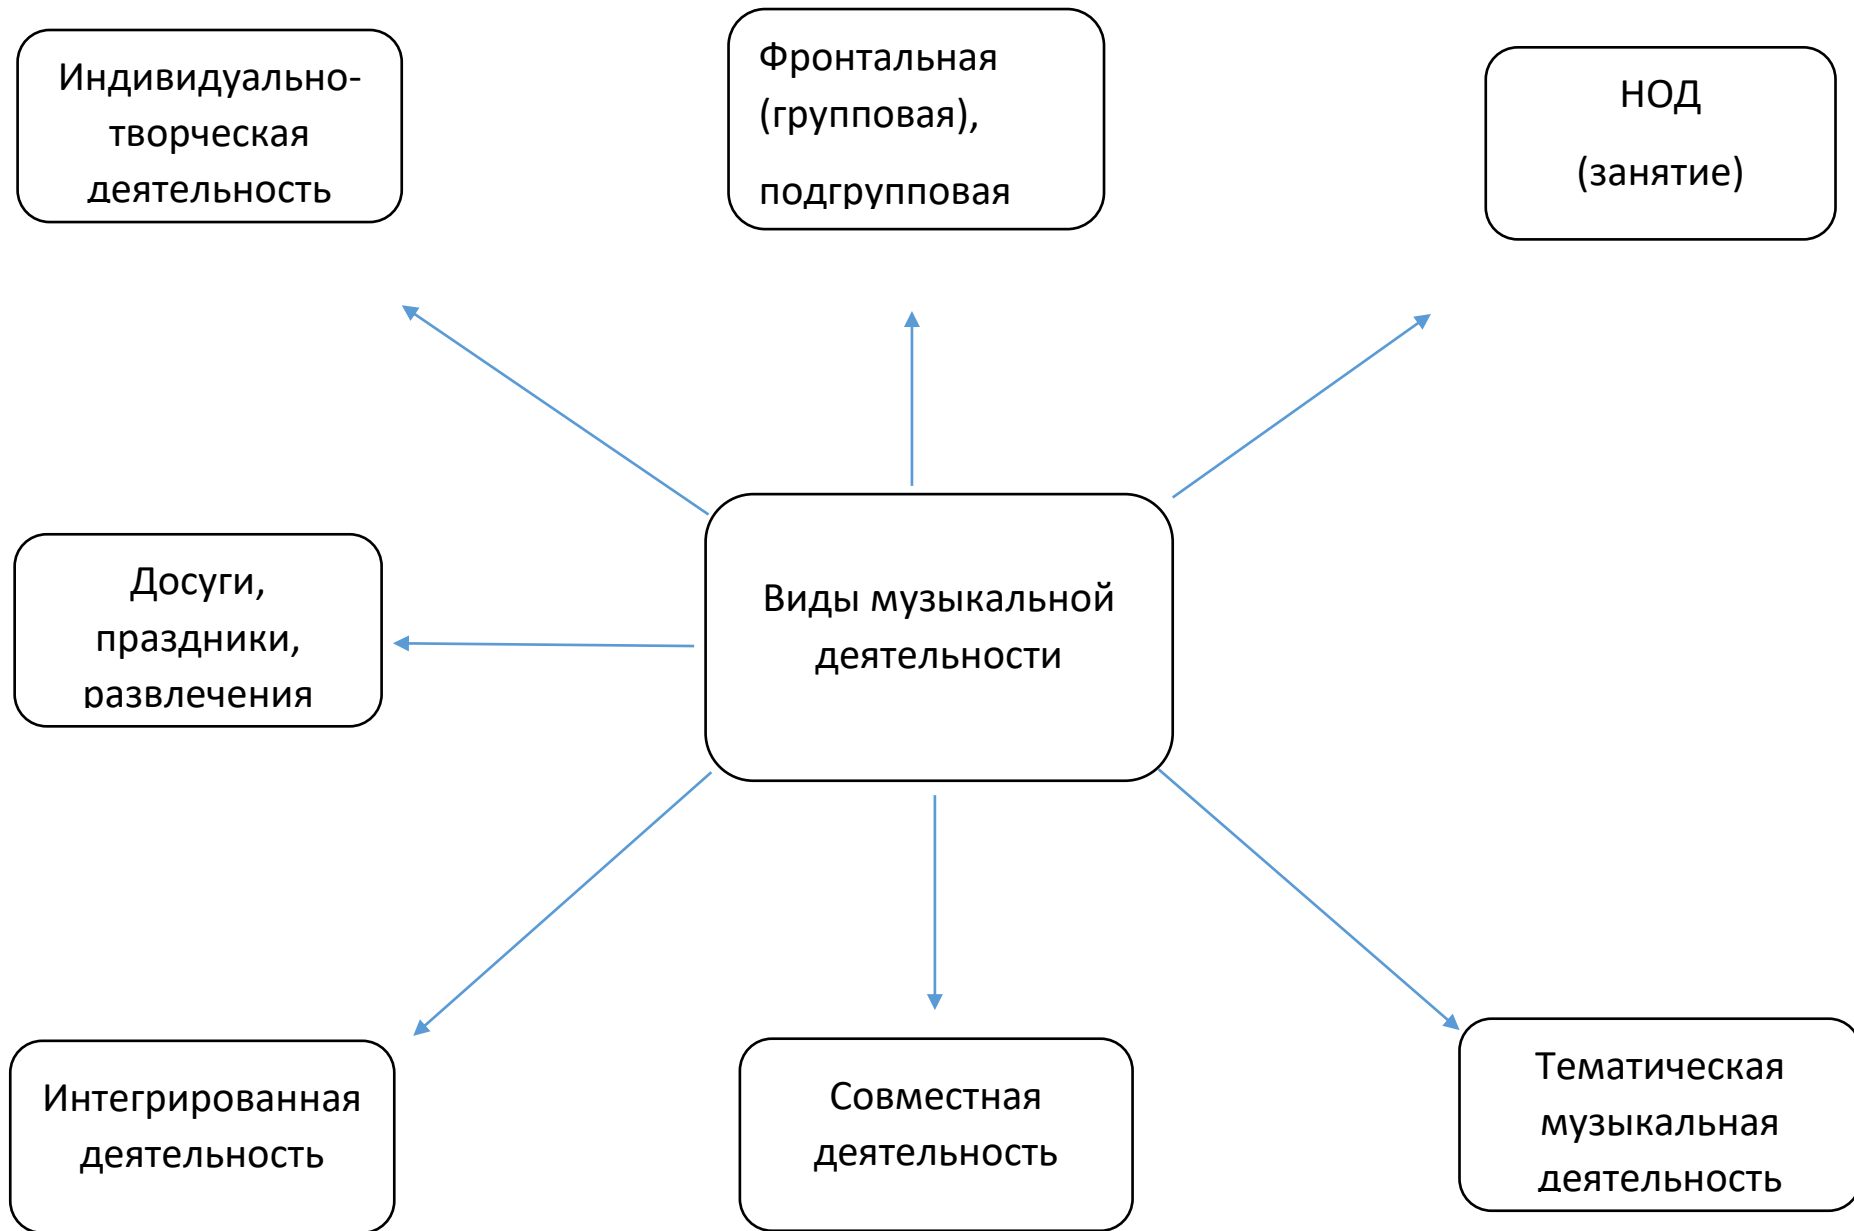 Индивидуально-
творческая
деятельность
Фронтальная
(групповая),
подгрупповая
НОД
(занятие)
Досуги,
праздники,
развлечения
Виды музыкальной
деятельности
Интегрированная
деятельность
Совместная
деятельность
Тематическая
музыкальная
деятельность